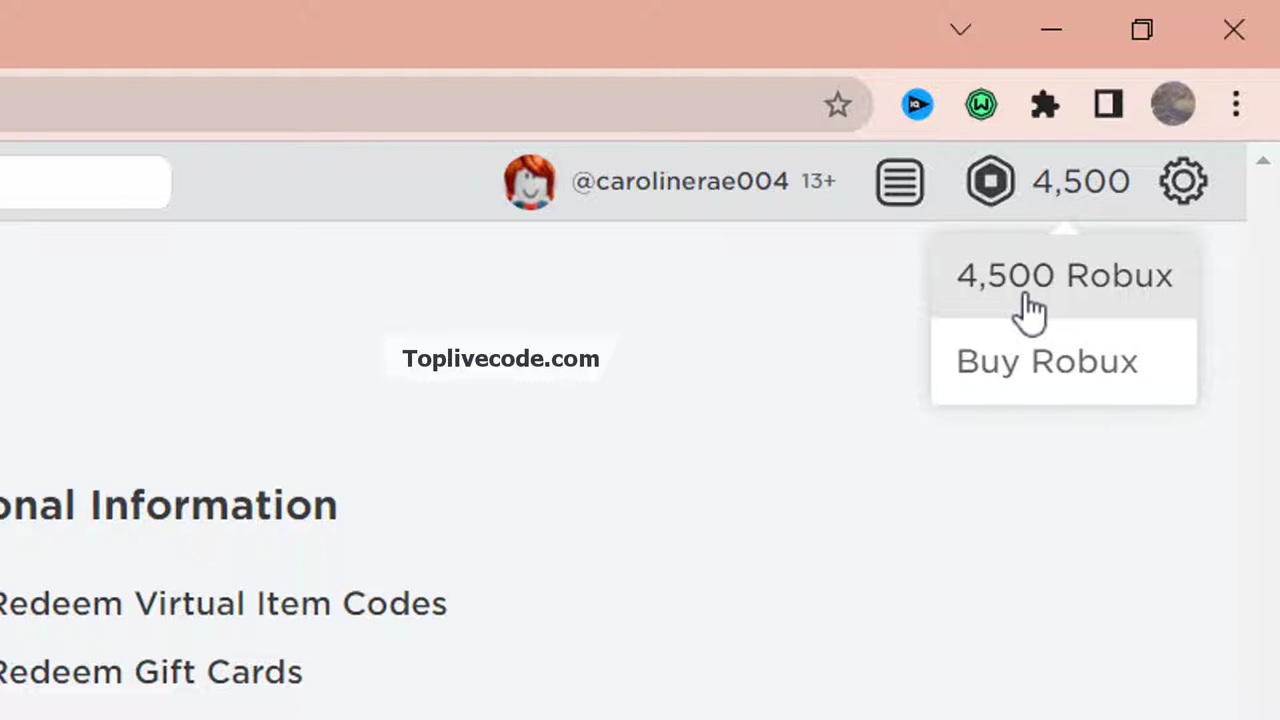 @carolinerae004 13+ 4,500
4,500 Robux
Toplivecode.com
Buy Robux
onal Information
Redeem Virtual Item Codes
Redeem Gift Cards